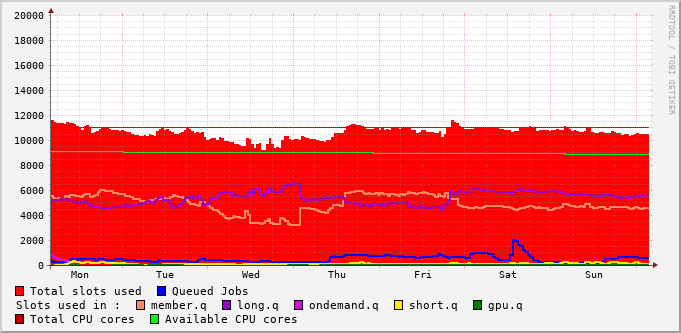 20000
18000
16000
14000
12000
10000
8000
6000
4000
2000
0
Mon Tue Wed Thu Fri Sat Sun
RRDTOOL / TOBI OETIKER
Total slots used Queued Jobs
Slots used in : member.q long.q ondemand.q short.q gpu.q
Total CPU cores Available CPU cores